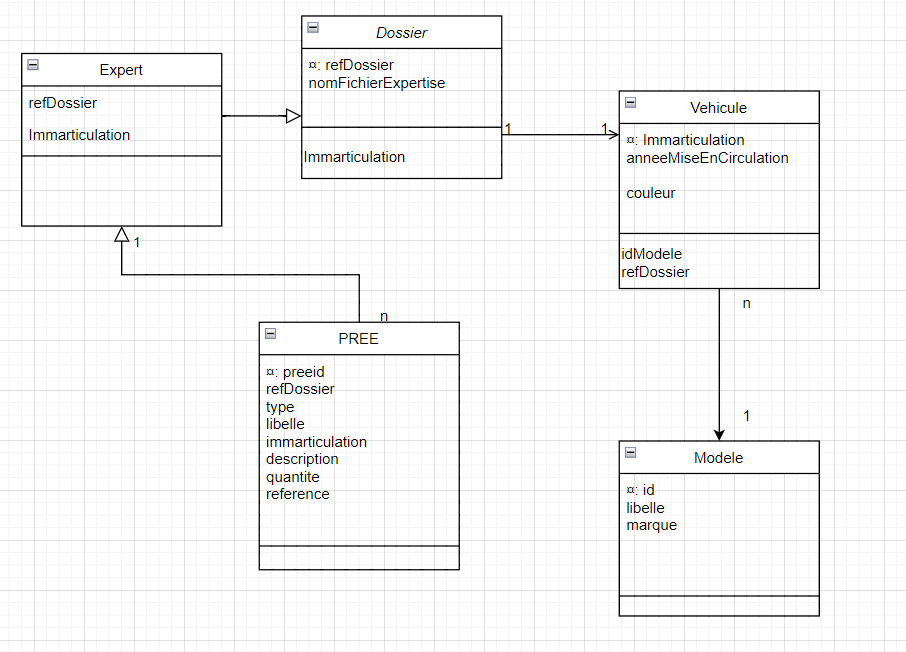 Dossier
¤: refDossier
nomFichierExpertise
Immarticulation
Expert
refDossier
Immarticulation
1
1
Vehicule
¤: Immarticulation
anneeMiseEnCirculation
couleur
idModele
refDossier
1
n
n
1
PREE
¤: preeid
refDossier
type
libelle
immarticulation
description
quantite
reference
Modele
¤: id
libelle
marque